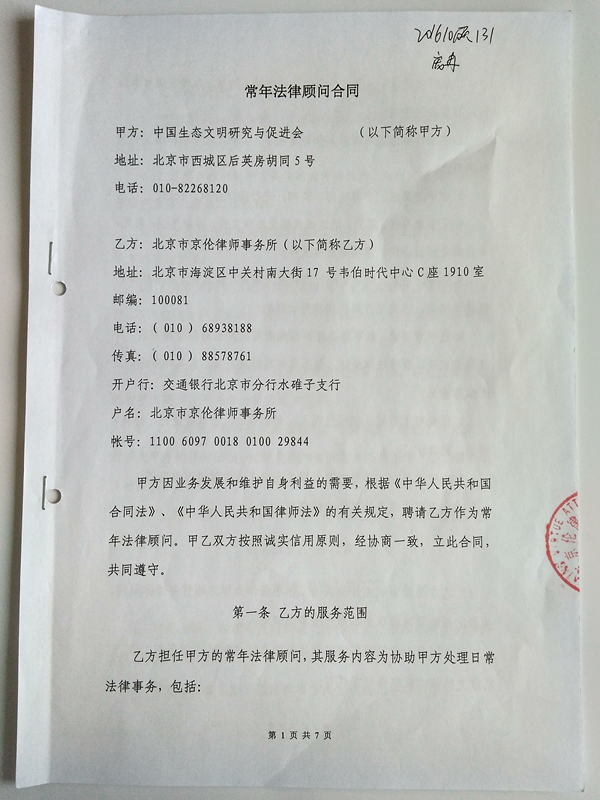 常年法律顾问合同
甲方：中国生态文明研究与促进会 （以下简称甲方）
地址：北京市西城区后英房胡同5号
电话：010-82268120
乙方：北京市京伦律师事务所（以下简称乙方）
地址：北京市海淀区中关村南大街17 号韦伯时代中心C座1910室
邮编：100081
电话：（010）68938188
传真：（010）88578761
开户行：交通银行北京市分行水碓子支行
户名：北京市京伦律师事务所
帐号：1100 6097 0018 0100 29844
甲方因业务发展和维护自身利益的需要，根据《中华人民共和国
合同法》、《中华人民共和国律师法》的有关规定，聘请乙方作为常
年法律顾问。甲乙双方按照诚实信用原则，经协商一致，立此合同，
共同遵守。
第一条 乙方的服务范围
乙方担任甲方的常年法律顾问，其服务内容为协助甲方处理日常
法律事务，包括：
第 1 页 共 7 页